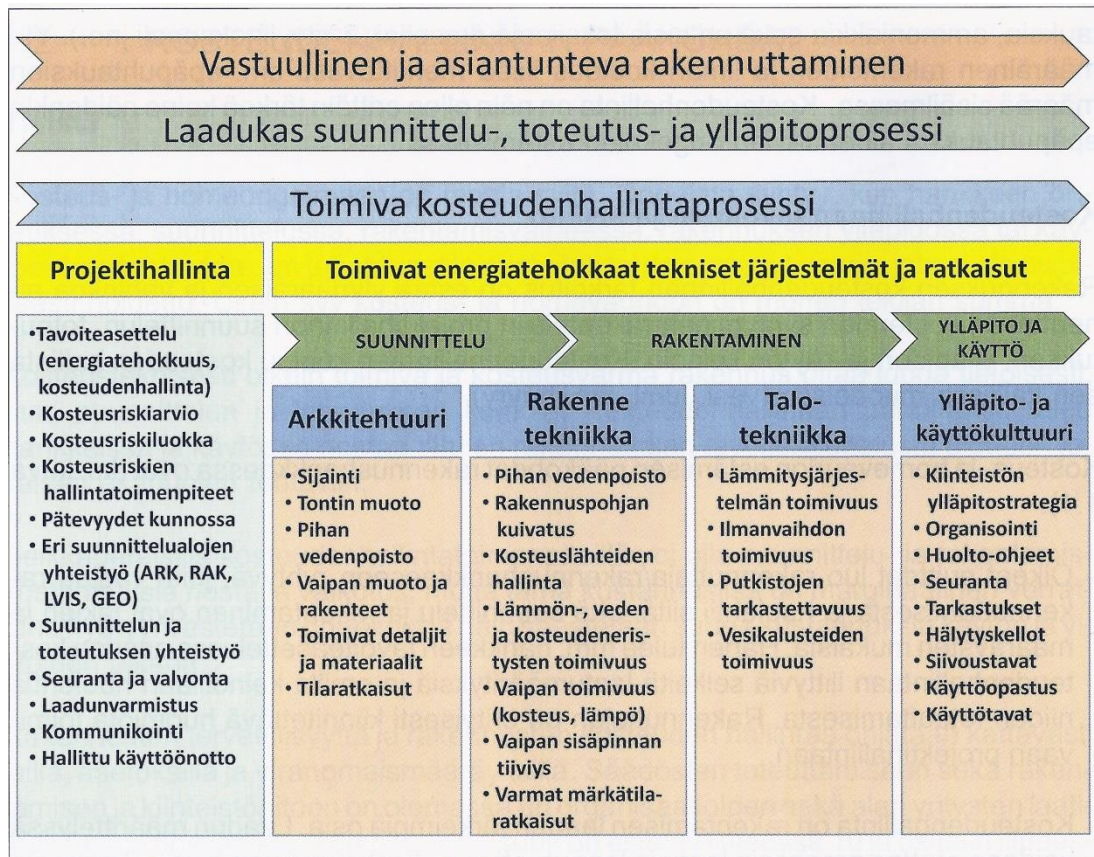 Vastuullinen ja asiantunteva rakennuttaminen
Laadukas suunnittelu-, toteutus- ja ylläpitoprosessi
Toimiva kosteudenhallintaprosessi
Projektihallinta
Toimivat energiatehokkaat tekniset järjestelmät ja ratkaisut
•Tavoiteasettelu
(energiatehokkuus,
kosteudenhallinta)
• Kosteusriskiarvio
• Kosteusriskiluokka
• Kosteusriskien
hallintatoimenpiteet
• Pätevyydet kunnossa
• Eri suunnittelualojen
yhteistyö (ARK, RAK,
LVIS, GEO)
• Suunnittelun ja
toteutuksen yhteistyö
• Seuranta ja valvonta
• Laadunvarmistus
• Kommunikointi
• Hallittu käyttöönotto
SUUNNITTELU
RAKENTAMINEN
YLLÄPITO JA
KÄYTTÖ
Arkkitehtuuri
• Sijainti
• Tontin muoto
• Pihan
vedenpoisto
• Vaipan muoto ja
rakenteet
• Toimivat detaljit
ja materiaalit
• Tilaratkaisut
Rakenne
tekniikka
• Pihan vedenpoisto
• Rakennuspohjan
kuivatus
• Kosteuslähteiden
hallinta
• Lämmön-, veden
ja kosteudeneris-
tysten toimivuus
• Vaipan toimivuus
(kosteus, lämpö)
• Vaipan sisäpinnan
tiiviys
• Varmat märkätila-
ratkaisut
Talo-
tekniikka
• Lämmitysjärjes-
telmän toimivuus
• Ilmanvaihdon
toimivuus
• Putkistojen
tarkastettavuus
• Vesikalusteiden
toimivuus
Ylläpito- ja
käyttökulttuuri
• Kiinteistön
ylläpitostrategia
• Organisointi
• Huolto-ohjeet
• Seuranta
• Tarkastukset
• Hälytyskellot
• Siivoustavat
• Käyttöopastus
• Käyttötavat